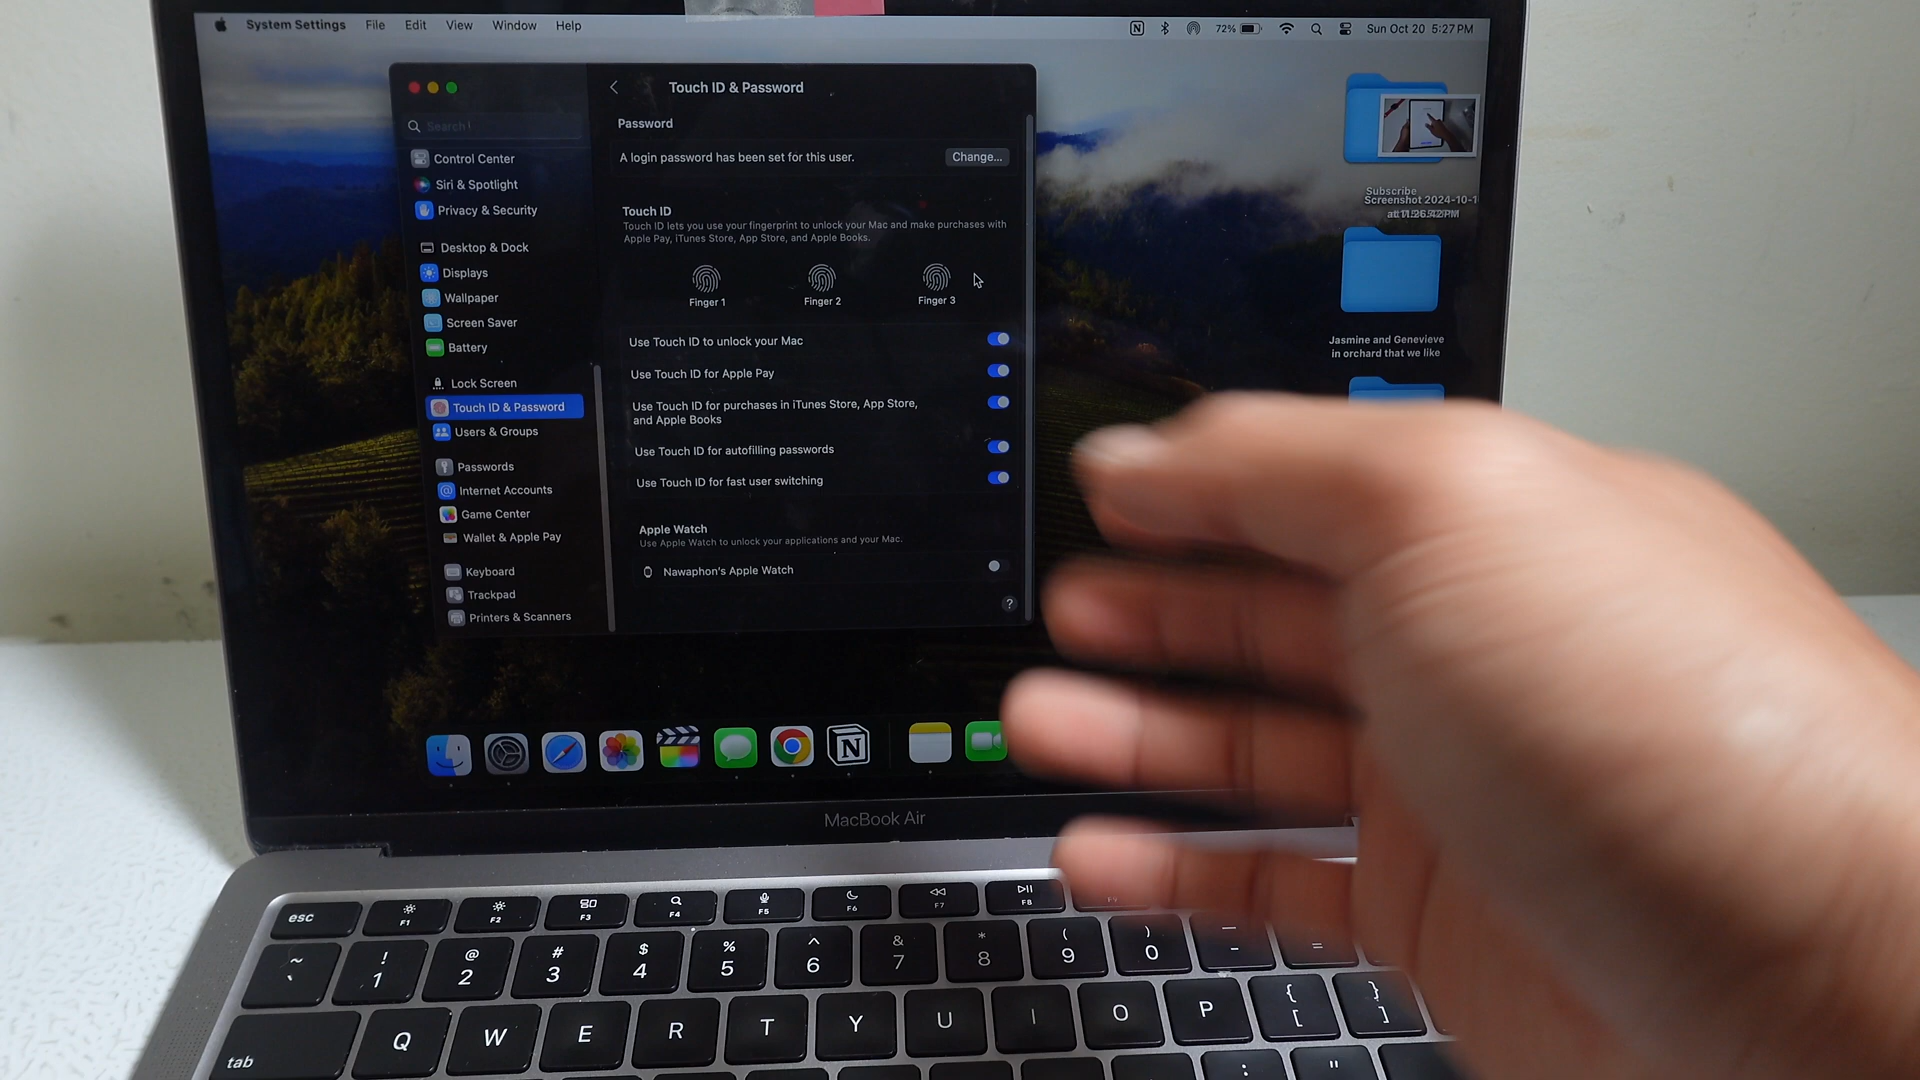 System Settings File Edit View Window Help
72% Sun Oct 20 5:27 PM
Touch ID & Password
Search
Control Center
Siri & Spotlight
Privacy & Security
Desktop & Dock
Displays
Wallpaper
Screen Saver
Battery
Lock Screen
Touch ID & Password
Users & Groups
Passwords
Internet Accounts
Game Center
Wallet & Apple Pay
Keyboard
Trackpad
Printers & Scanners
Password
A login password has been set for this user.
Change...
Touch ID
Touch ID lets you use your fingerprint to unlock your Mac and make purchases with
Apple Pay, iTunes Store, App Store, and Apple Books.
Finger 1 Finger 2 Finger 3
Use Touch ID to unlock your Mac
Use Touch ID for Apple Pay
Use Touch ID for purchases in iTunes Store, App Store,
and Apple Books
Use Touch ID for autofilling passwords
Use Touch ID for fast user switching
Apple Watch
Use Apple Watch to unlock your applications and your Mac.
Nawaphon's Apple Watch
?
Subscribe
Screenshot 2024-10-1
Jasmine and Genevieve
in orchard that we like
N
MacBook Air
esc F1 F2 F3 F4 F5 F6 F7 F8
~ ! @ # $ % ^ & * ( ) _
` 1 2 3 4 5 6 7 8 9 0 - =
tab Q W E R T Y U I O P { [ } ]
: "